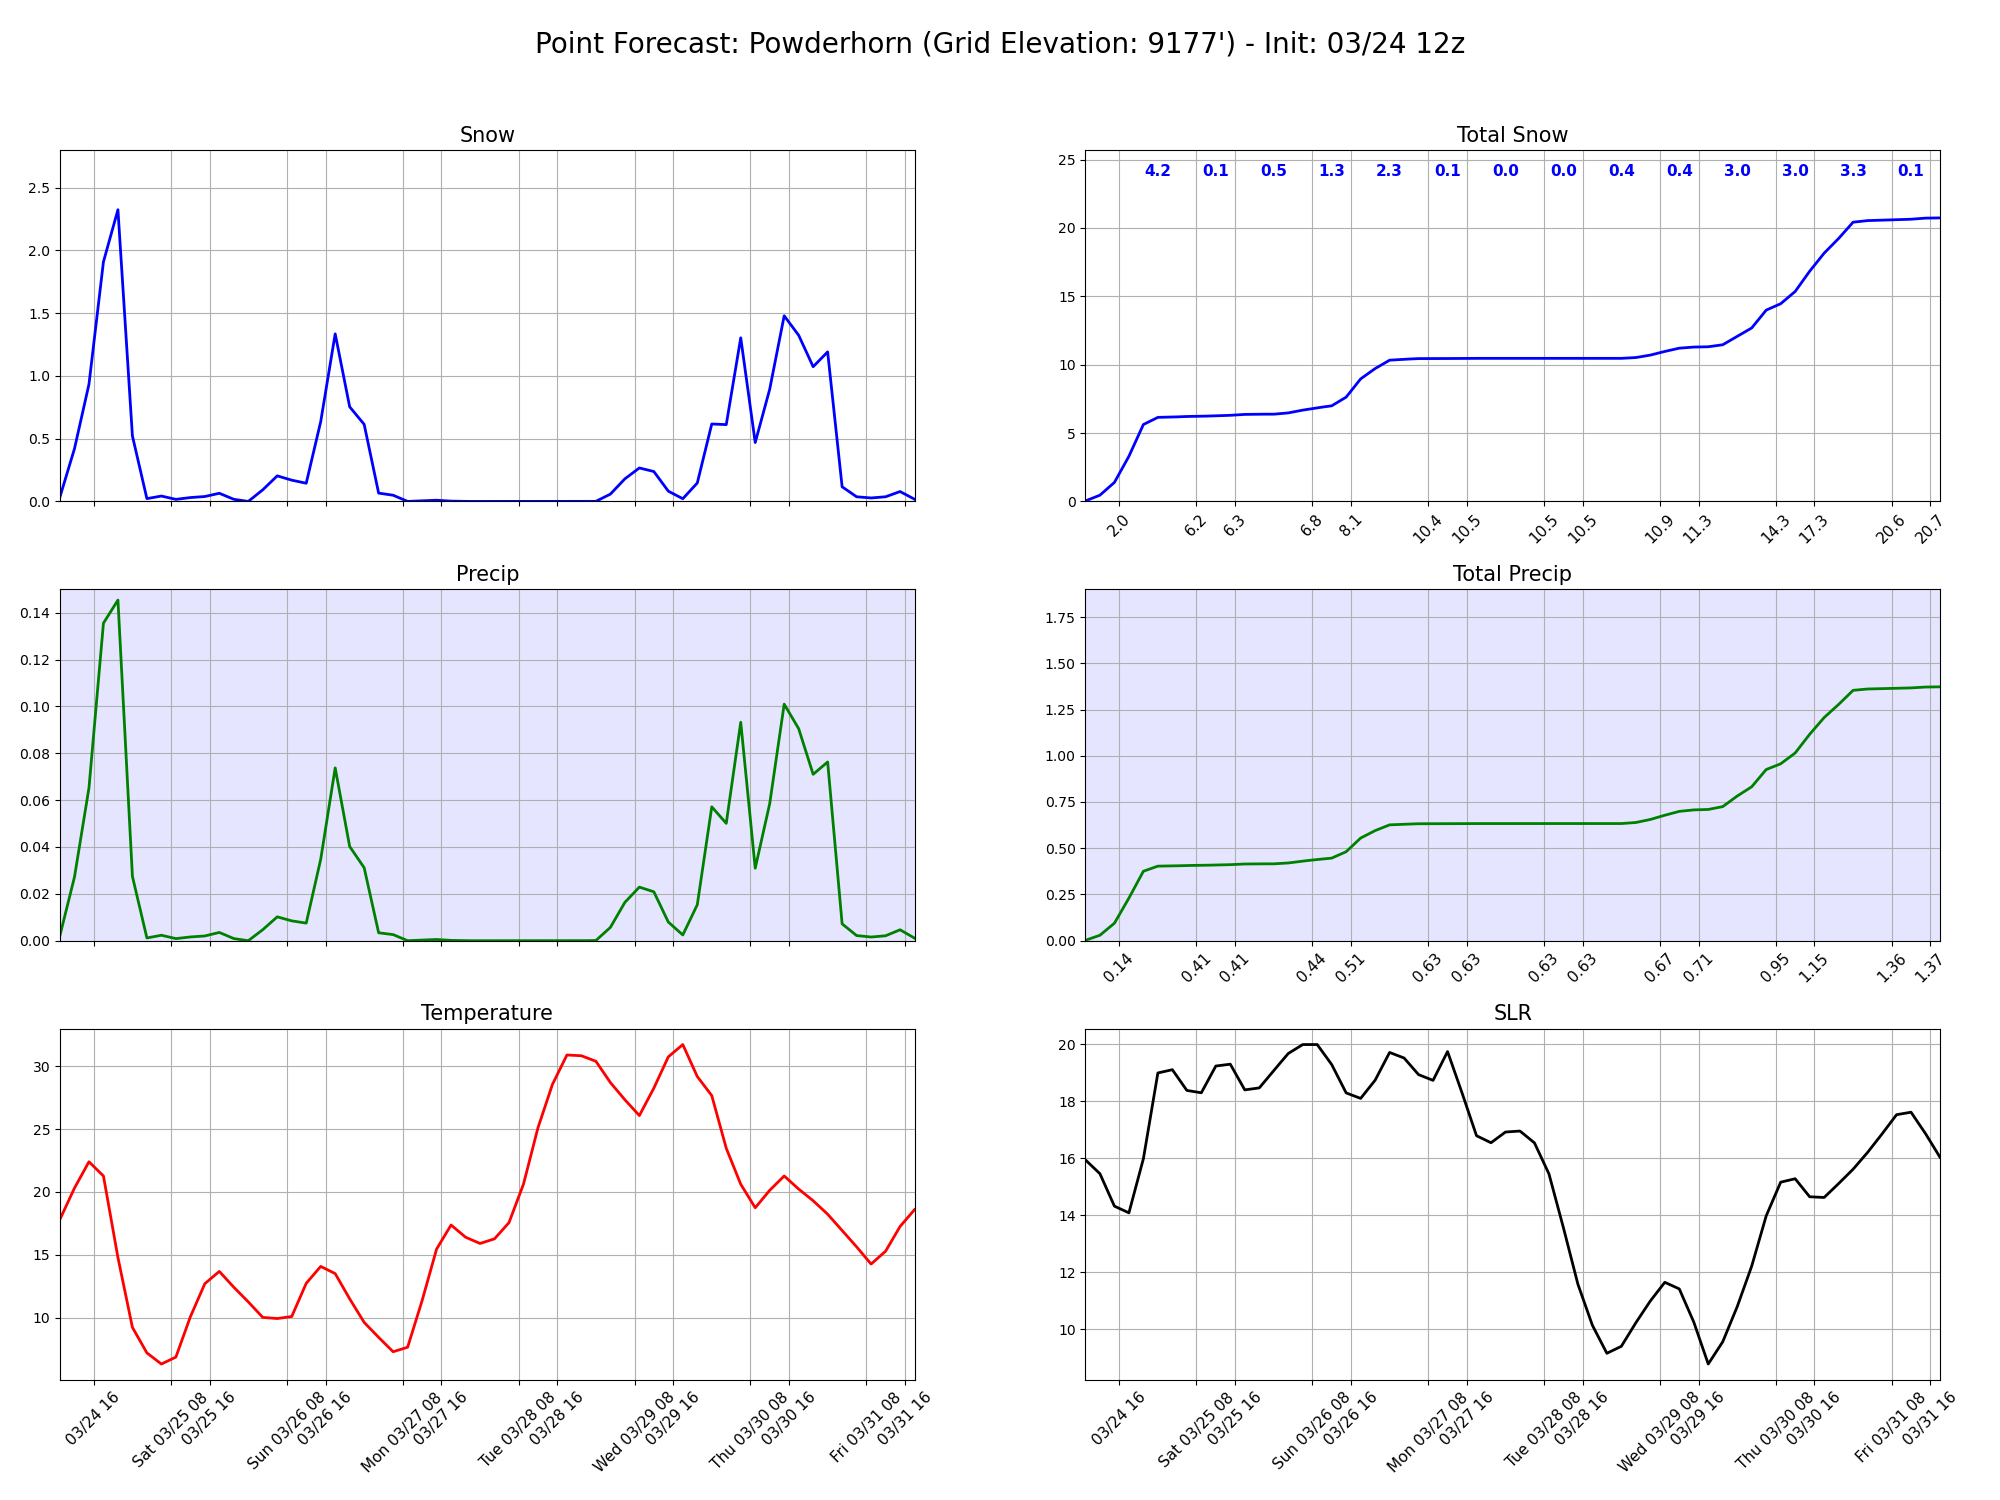 Point Forecast: Powderhorn (Grid Elevation: 9177') - Init: 03/24 12z
Snow
2.5
2.0
1.5
1.0
0.5
0.0
Total Snow
4.2 0.1 0.5 1.3 2.3 0.1 0.0 0.0 0.4 0.4 3.0 3.0 3.3 0.1
25
20
15
10
5
0
2.0 6.2 6.3 6.8 8.1 10.4 10.5 10.5 10.5 10.9 11.3 14.3 17.3 20.6 20.7
Precip
0.14
0.12
0.10
0.08
0.06
0.04
0.02
0.00
Total Precip
1.75
1.50
1.25
1.00
0.75
0.50
0.25
0.00
0.14 0.41 0.41 0.44 0.51 0.63 0.63 0.63 0.63 0.67 0.71 0.95 1.15 1.36 1.37
Temperature
30
25
20
15
10
03/24 16
Sat 03/25 08
03/25 16
Sun 03/26 08
03/26 16
Mon 03/27 08
03/27 16
Tue 03/28 08
03/28 16
Wed 03/29 08
03/29 16
Thu 03/30 08
03/30 16
Fri 03/31 08
03/31 16
SLR
20
18
16
14
12
10
03/24 16
Sat 03/25 08
03/25 16
Sun 03/26 08
03/26 16
Mon 03/27 08
03/27 16
Tue 03/28 08
03/28 16
Wed 03/29 08
03/29 16
Thu 03/30 08
03/30 16
Fri 03/31 08
03/31 16